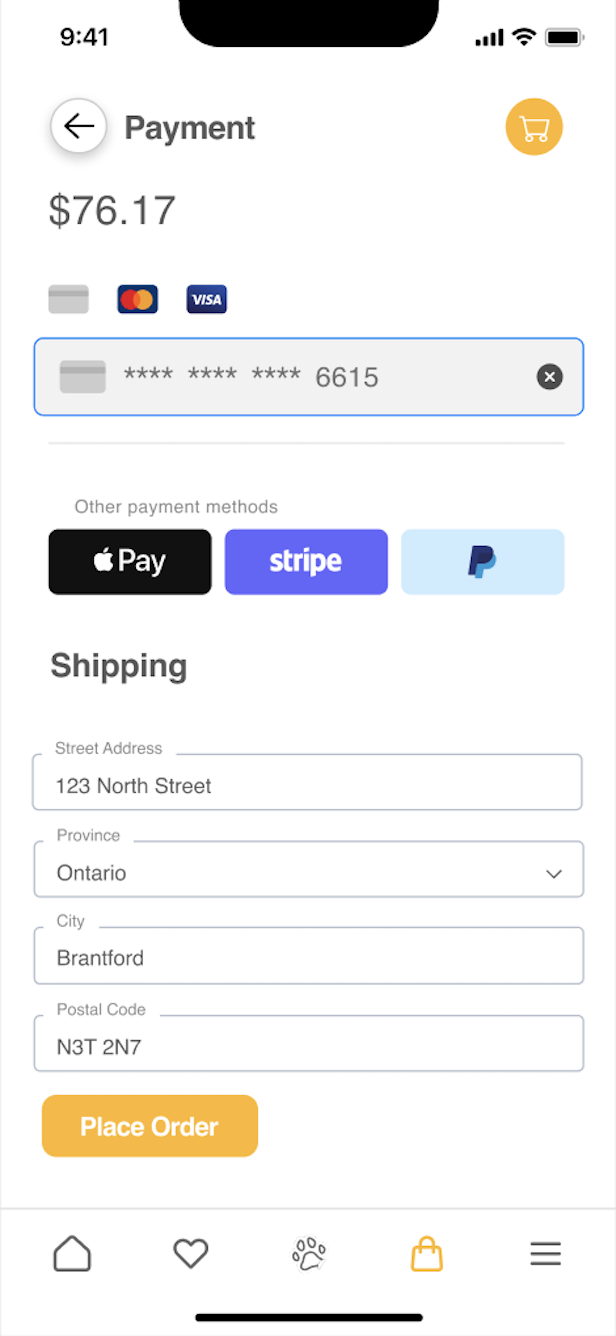 9:41
Payment
$76.17
VISA
**** **** **** 6615
Other payment methods
Pay stripe
Shipping
Street Address
123 North Street
Province
Ontario
City
Brantford
Postal Code
N3T 2N7
Place Order